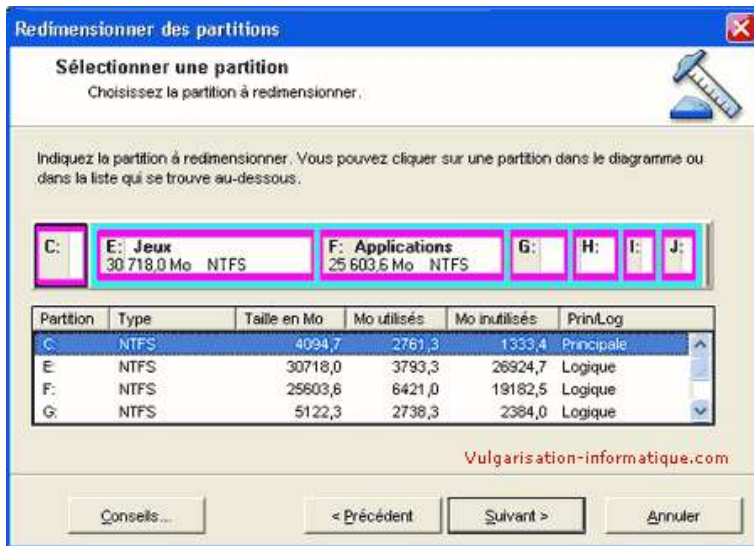 Redimensionner des partitions
Sélectionner une partition
Choisissez la partition à redimensionner.
Indiquez la partition à redimensionner. Vous pouvez cliquer sur une partition dans le diagramme ou
dans la liste qui se trouve au-dessous.
C: E: Jeux F: Applications G: H: I: J:
30 718,0 Mo NTFS 25 603,6 Mo NTFS
Partition Type Taille en Mo Mo utilisés Mo inutilisés Prin/Log
C: NTFS 4094,7 2761,3 1333,4 Principale
E: NTFS 30718,0 3793,3 26924,7 Logique
F: NTFS 25603,6 6421,0 19182,5 Logique
G: NTFS 5122,3 2738,3 2384,0 Logique
Vulgarisation-informatique.com
Conseils... < Précédent Suivant > Annuler